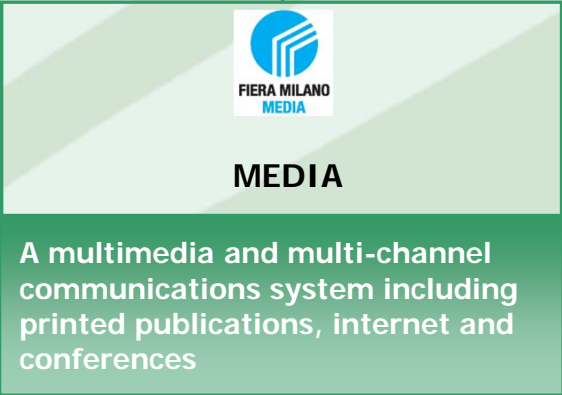 FIERA MILANO
MEDIA
MEDIA
A multimedia and multi-channel
communications system including
printed publications, internet and
conferences